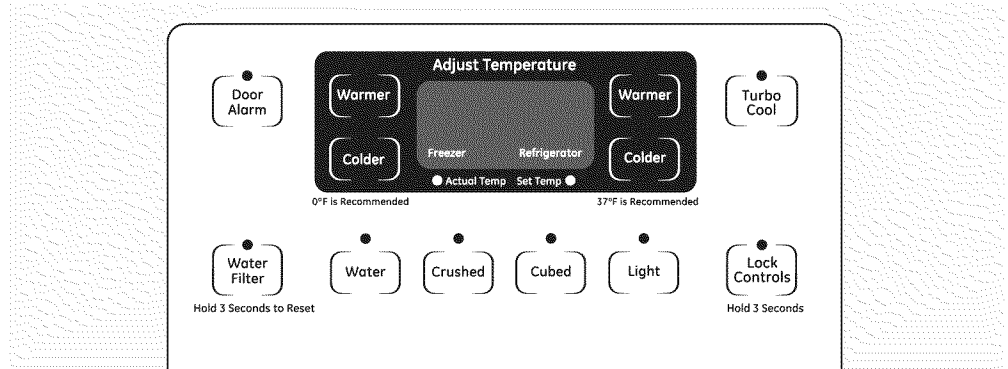 Adjust Temperature
Door
Alarm
Warmer
Warmer
Turbo
Cool
Colder
Freezer
Refrigerator
Colder
Actual Temp
Set Temp
0°F is Recommended
37°F is Recommended
Water
Filter
Water
Crushed
Cubed
Light
Lock
Controls
Hold 3 Seconds to Reset
Hold 3 Seconds